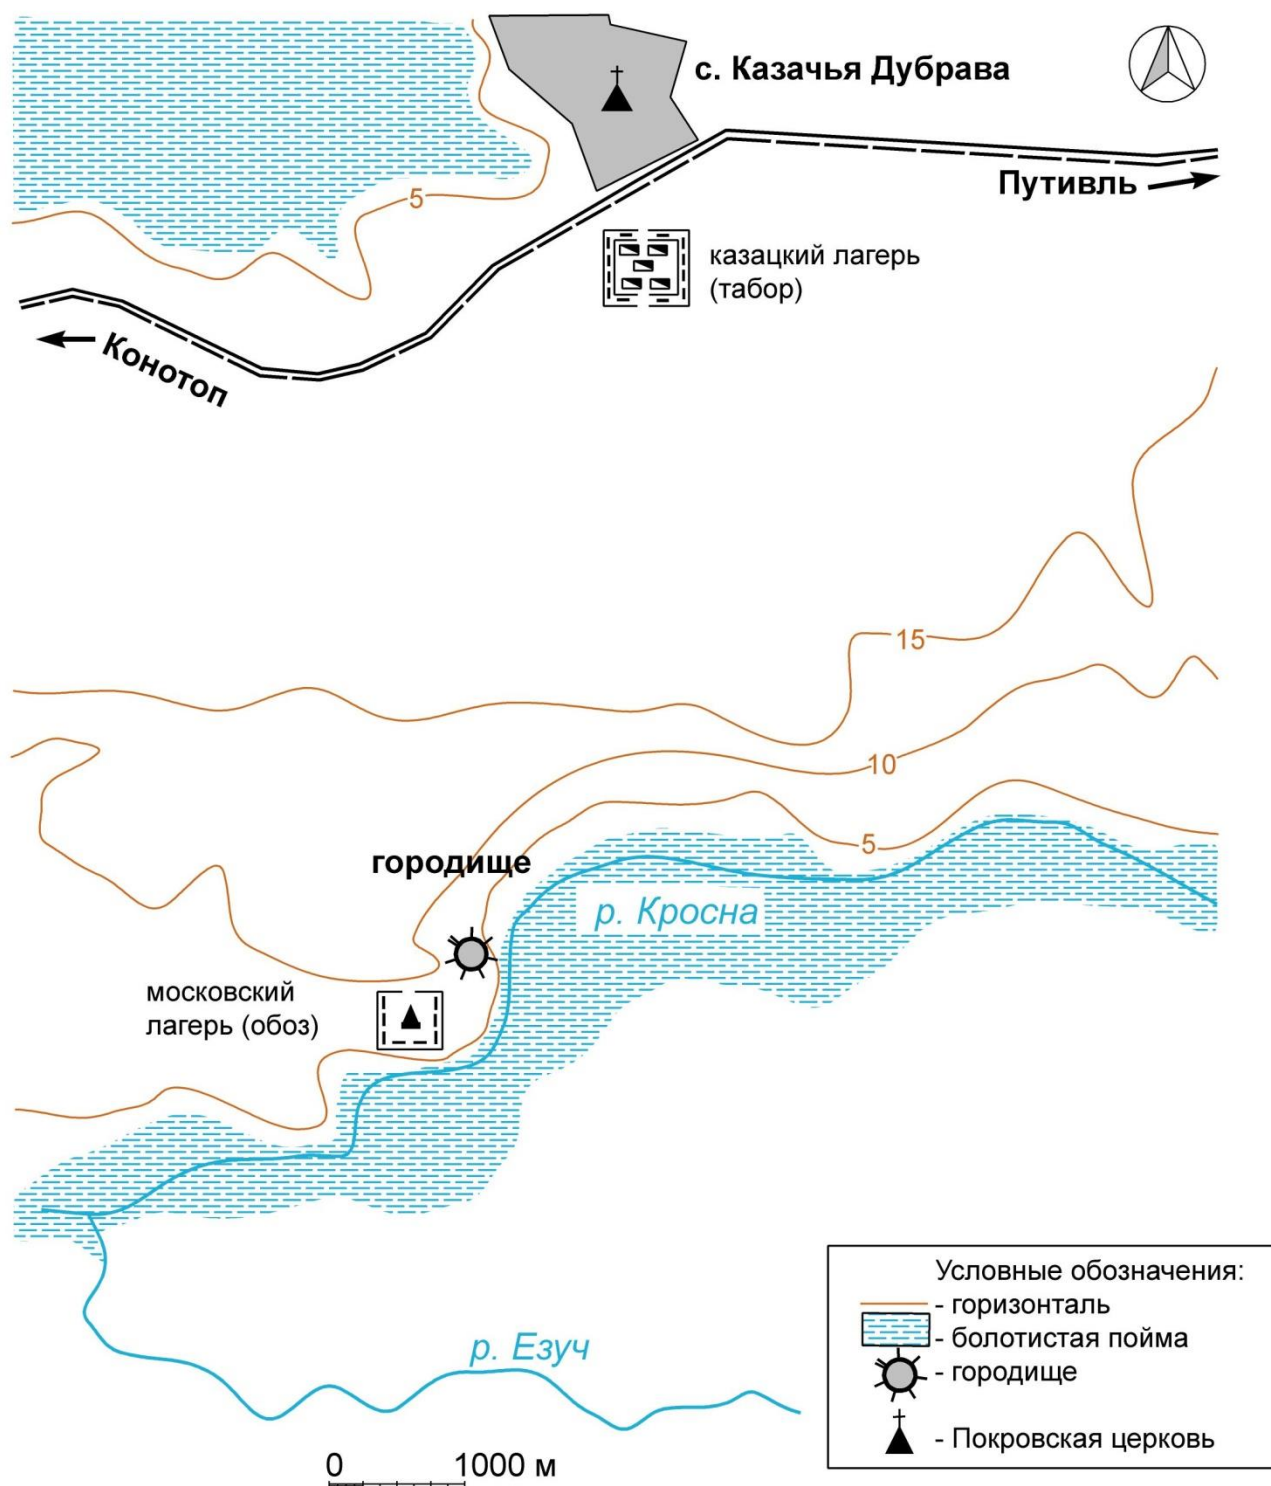 с. Казачья Дубрава
Путивль
5
казацкий лагерь
(табор)
Конотоп
15
10
5
городище
р. Кросна
московский
лагерь (обоз)
р. Езуч
Условные обозначения:
- горизонталь
- болотистая пойма
- городище
- Покровская церковь
0 1000 м